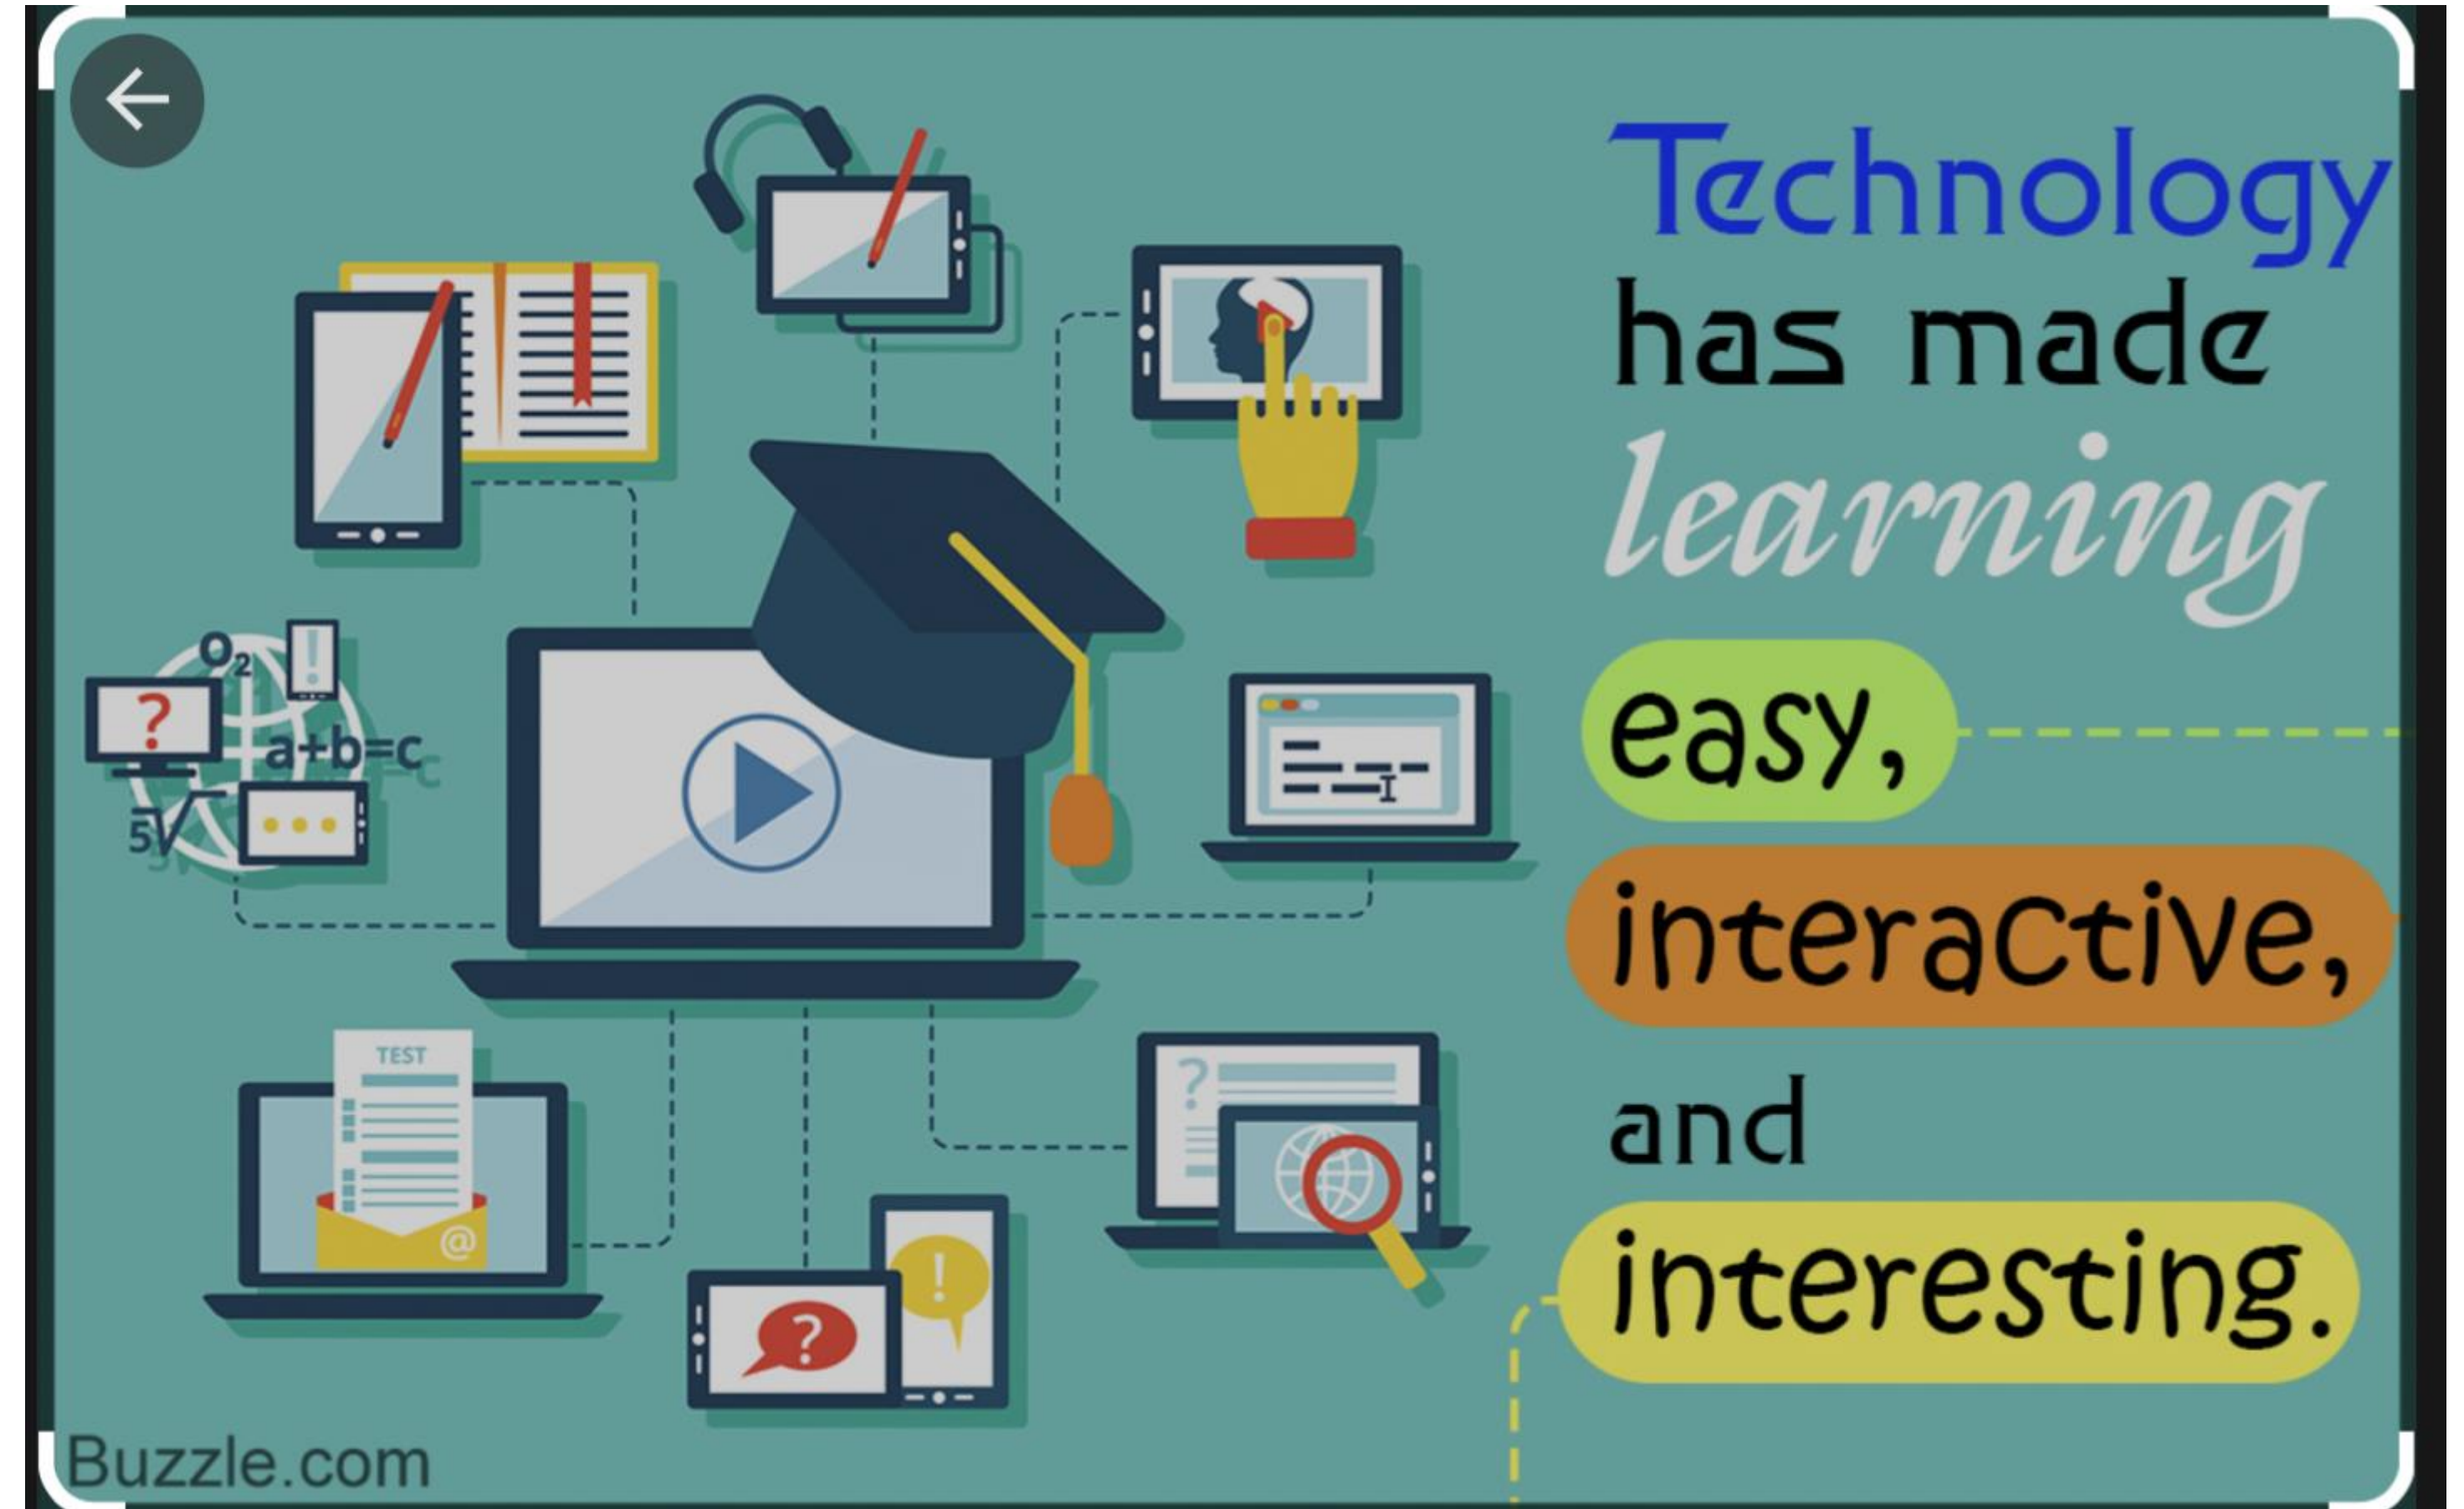 Technology
has made
learning
easy,
interactive,
and
interesting.
O₂
!
?
a+b=c
5√
TEST
@
?
!
?
Buzzle.com